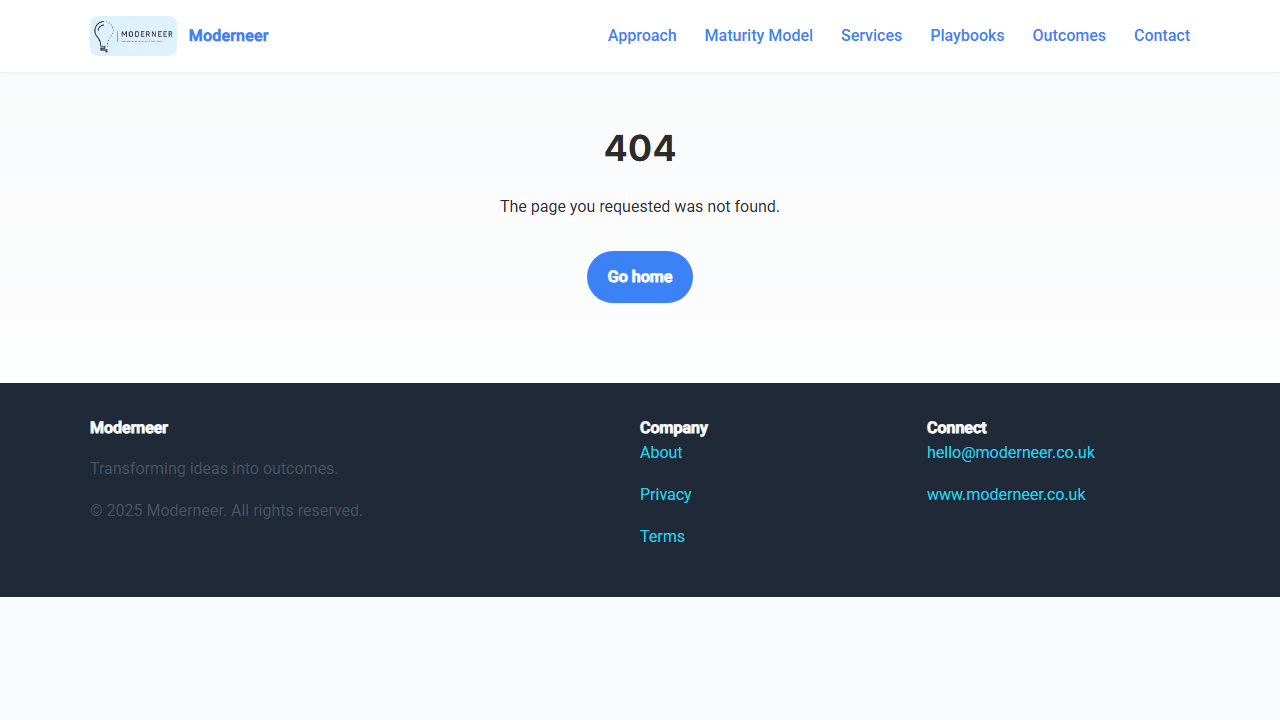 MODERNEER
Moderneer
Approach
Maturity Model
Services
Playbooks
Outcomes
Contact
404
The page you requested was not found.
Go home
Moderneer
Transforming ideas into outcomes.
© 2025 Moderneer. All rights reserved.
Company
About
Privacy
Terms
Connect
hello@moderneer.co.uk
www.moderneer.co.uk